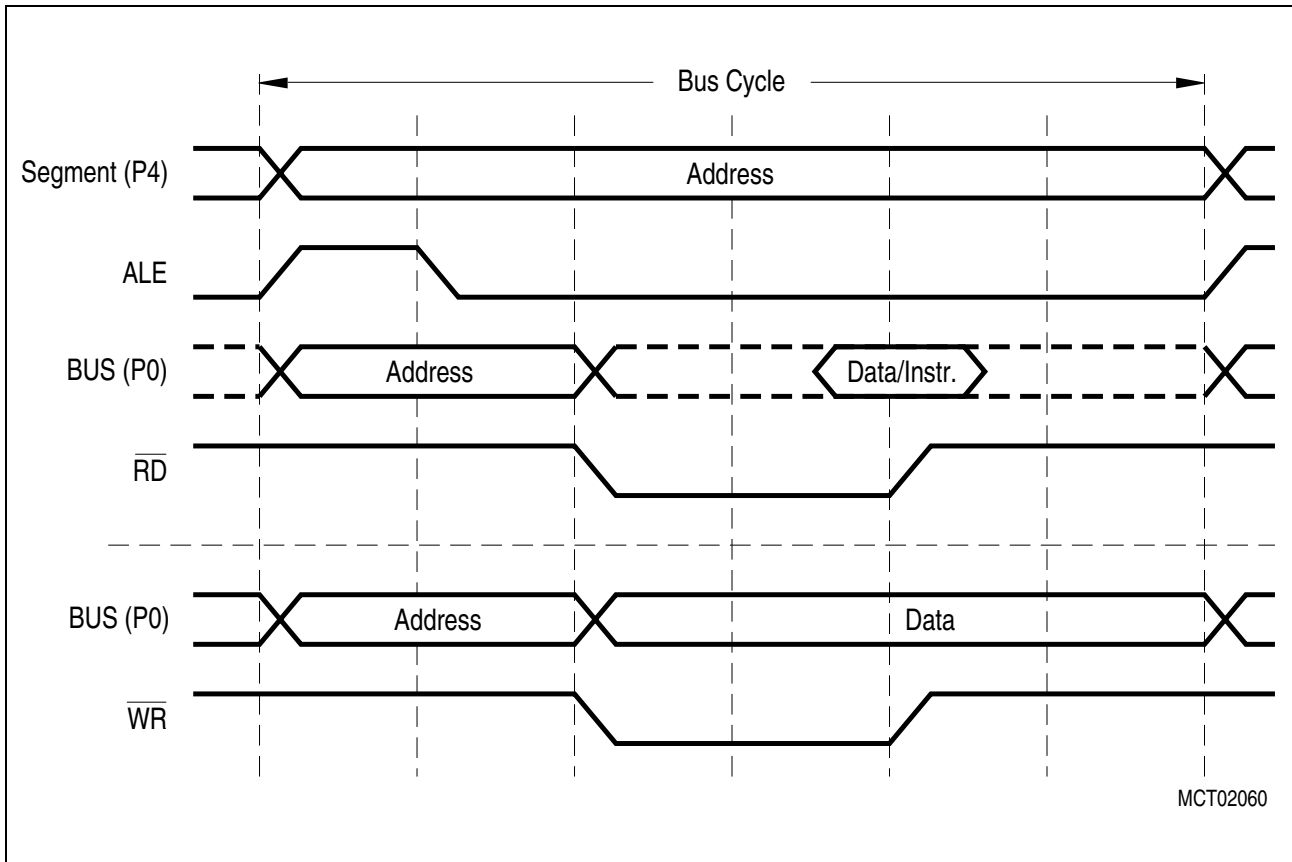 Bus Cycle
Segment (P4)
Address
ALE
BUS (P0)
Address
Data/Instr.
RD
BUS (P0)
Address
Data
WR
MCT02060